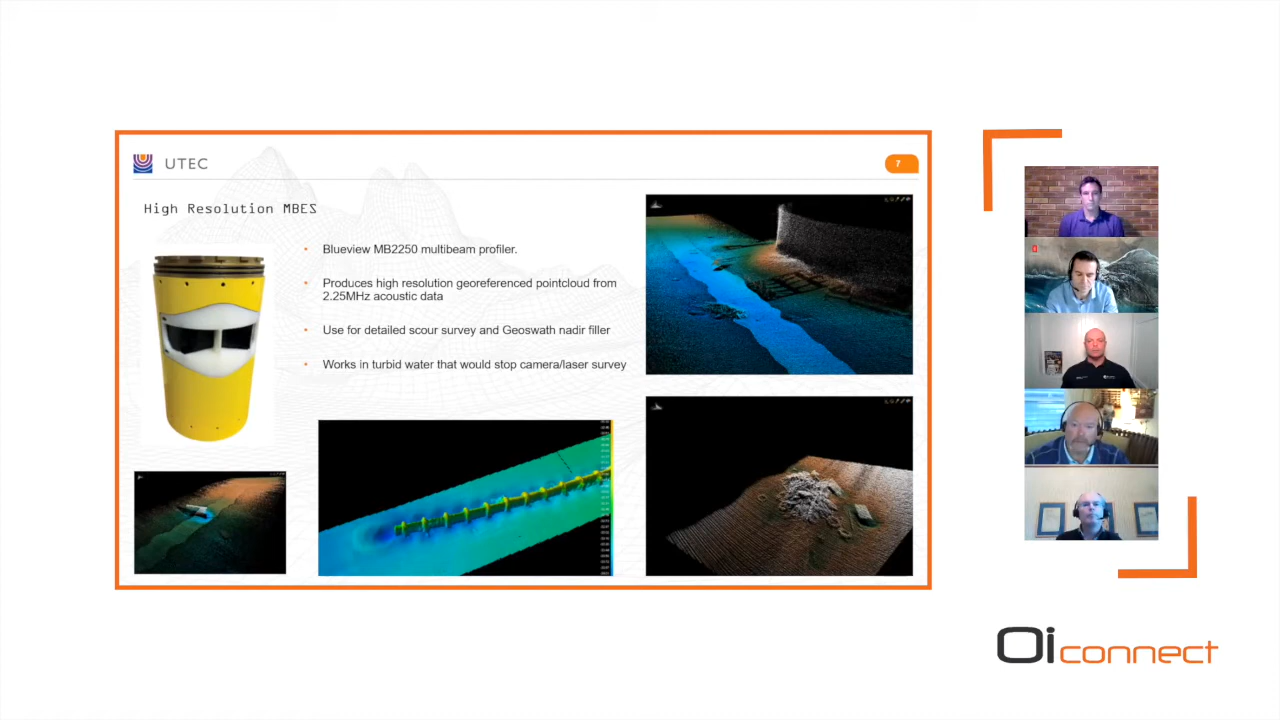 UTEC
7
High Resolution MBES
• Blueview MB2250 multibeam profiler.
• Produces high resolution georeferenced pointcloud from
2.25MHz acoustic data
• Use for detailed scour survey and Geoswath nadir filler
• Works in turbid water that would stop camera/laser survey
Oi connect